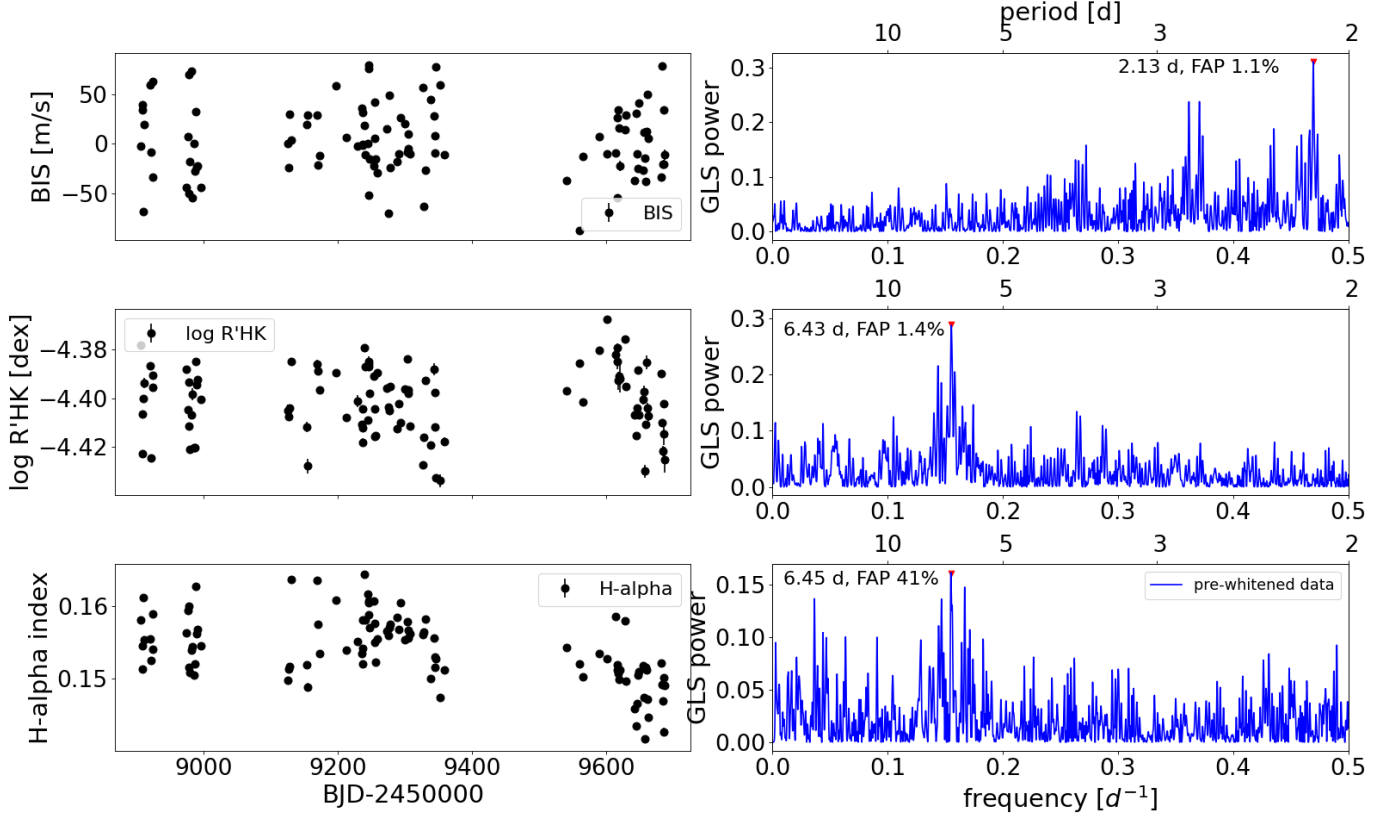 period [d]
10 5 3 2
BIS [m/s]
50
0
−50
BIS
GLS power
0.3
0.2
0.1
0.0
2.13 d, FAP 1.1%
0.0 0.1 0.2 0.3 0.4 0.5
10 5 3 2
log R'HK [dex]
−4.38
−4.40
−4.42
log R'HK
GLS power
0.3
0.2
0.1
0.0
6.43 d, FAP 1.4%
0.0 0.1 0.2 0.3 0.4 0.5
10 5 3 2
H-alpha index
0.16
0.15
H-alpha
9000 9200 9400 9600
BJD-2450000
GLS power
0.15
0.10
0.05
0.00
6.45 d, FAP 41%
pre-whitened data
0.0 0.1 0.2 0.3 0.4 0.5
frequency [d⁻¹]